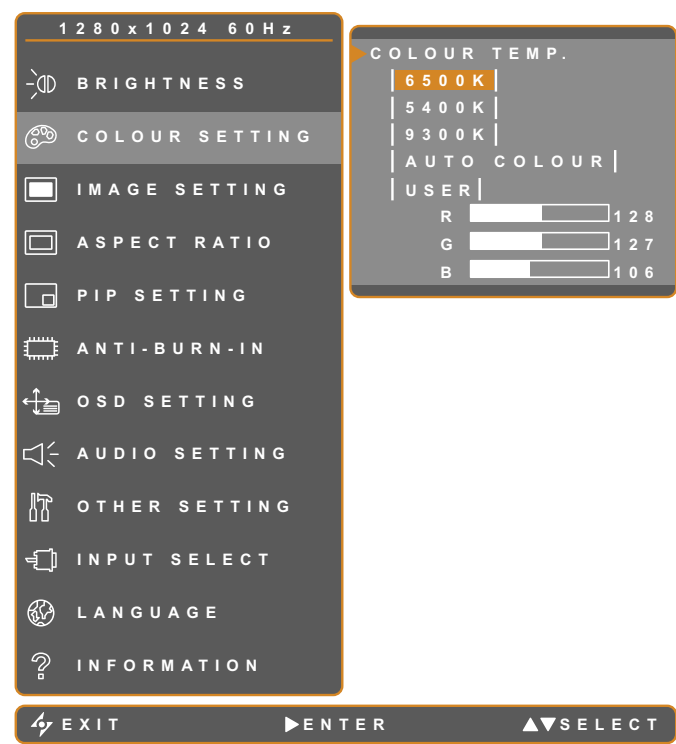 1280x1024 60Hz
BRIGHTNESS
COLOUR SETTING
IMAGE SETTING
ASPECT RATIO
PIP SETTING
ANTI-BURN-IN
OSD SETTING
AUDIO SETTING
OTHER SETTING
INPUT SELECT
LANGUAGE
INFORMATION
COLOUR TEMP.
6500K
5400K
9300K
AUTO COLOUR
USER
R 128
G 127
B 106
EXIT ENTER SELECT